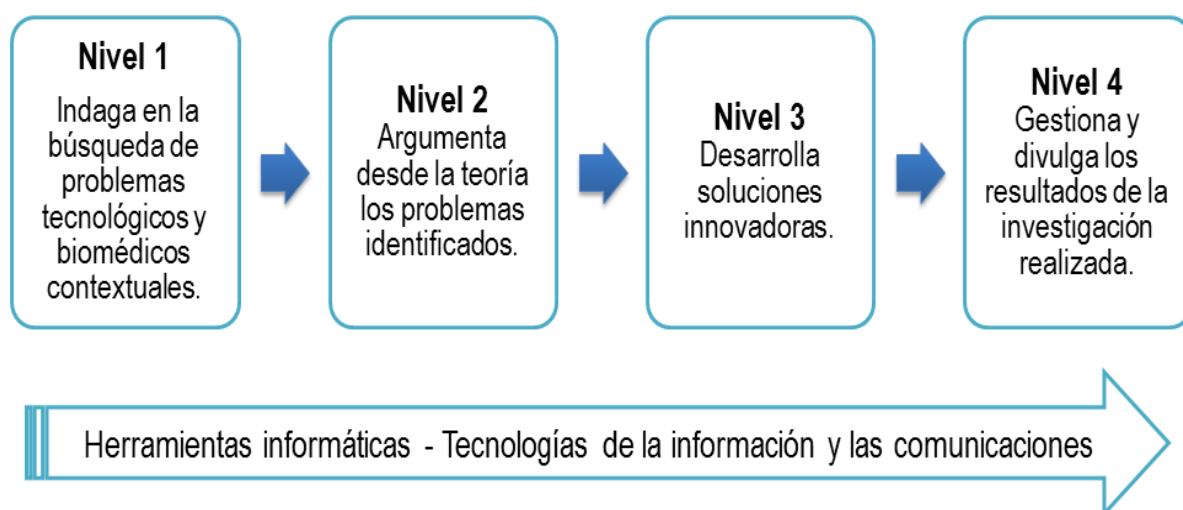 Nivel 1
Indaga en la
búsqueda de
problemas
tecnológicos y
biomédicos
contextuales.
Nivel 2
Argumenta
desde la teoría
los problemas
identificados.
Nivel 3
Desarrolla
soluciones
innovadoras.
Nivel 4
Gestiona y
divulga los
resultados de la
investigación
realizada.
Herramientas informáticas - Tecnologías de la información y las comunicaciones